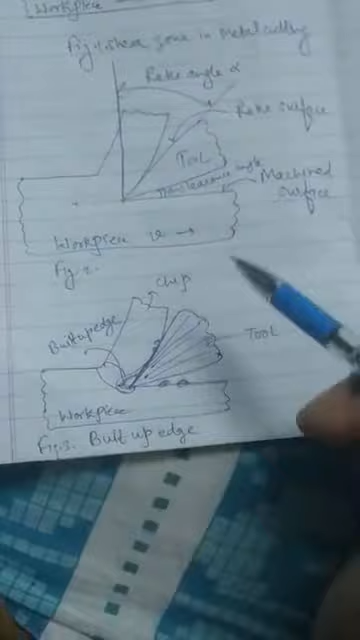 Workpiece
Fig. 1 shear zone in Metal cutting
Rake angle α
Rake surface
Tool
clearance angle
Machined surface
Workpiece v →
Fig 2.
chip
Built up edge
Tool
Workpiece
Fig.3. Built up edge